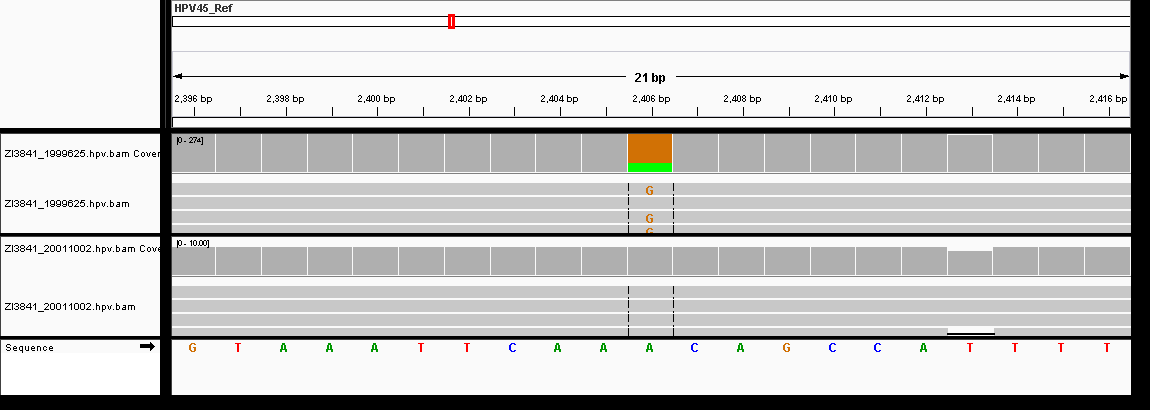 HPV45_Ref
21 bp
2,396 bp 2,398 bp 2,400 bp 2,402 bp 2,404 bp 2,406 bp 2,408 bp 2,410 bp 2,412 bp 2,414 bp 2,416 bp
[0 - 274]
ZI3841_1999625.hpv.bam Cover
G
ZI3841_1999625.hpv.bam
G
G
[0 - 10.00]
ZI3841_20011002.hpv.bam Cove
ZI3841_20011002.hpv.bam
Sequence G T A A A T T C A A A C A G C C A T T T T